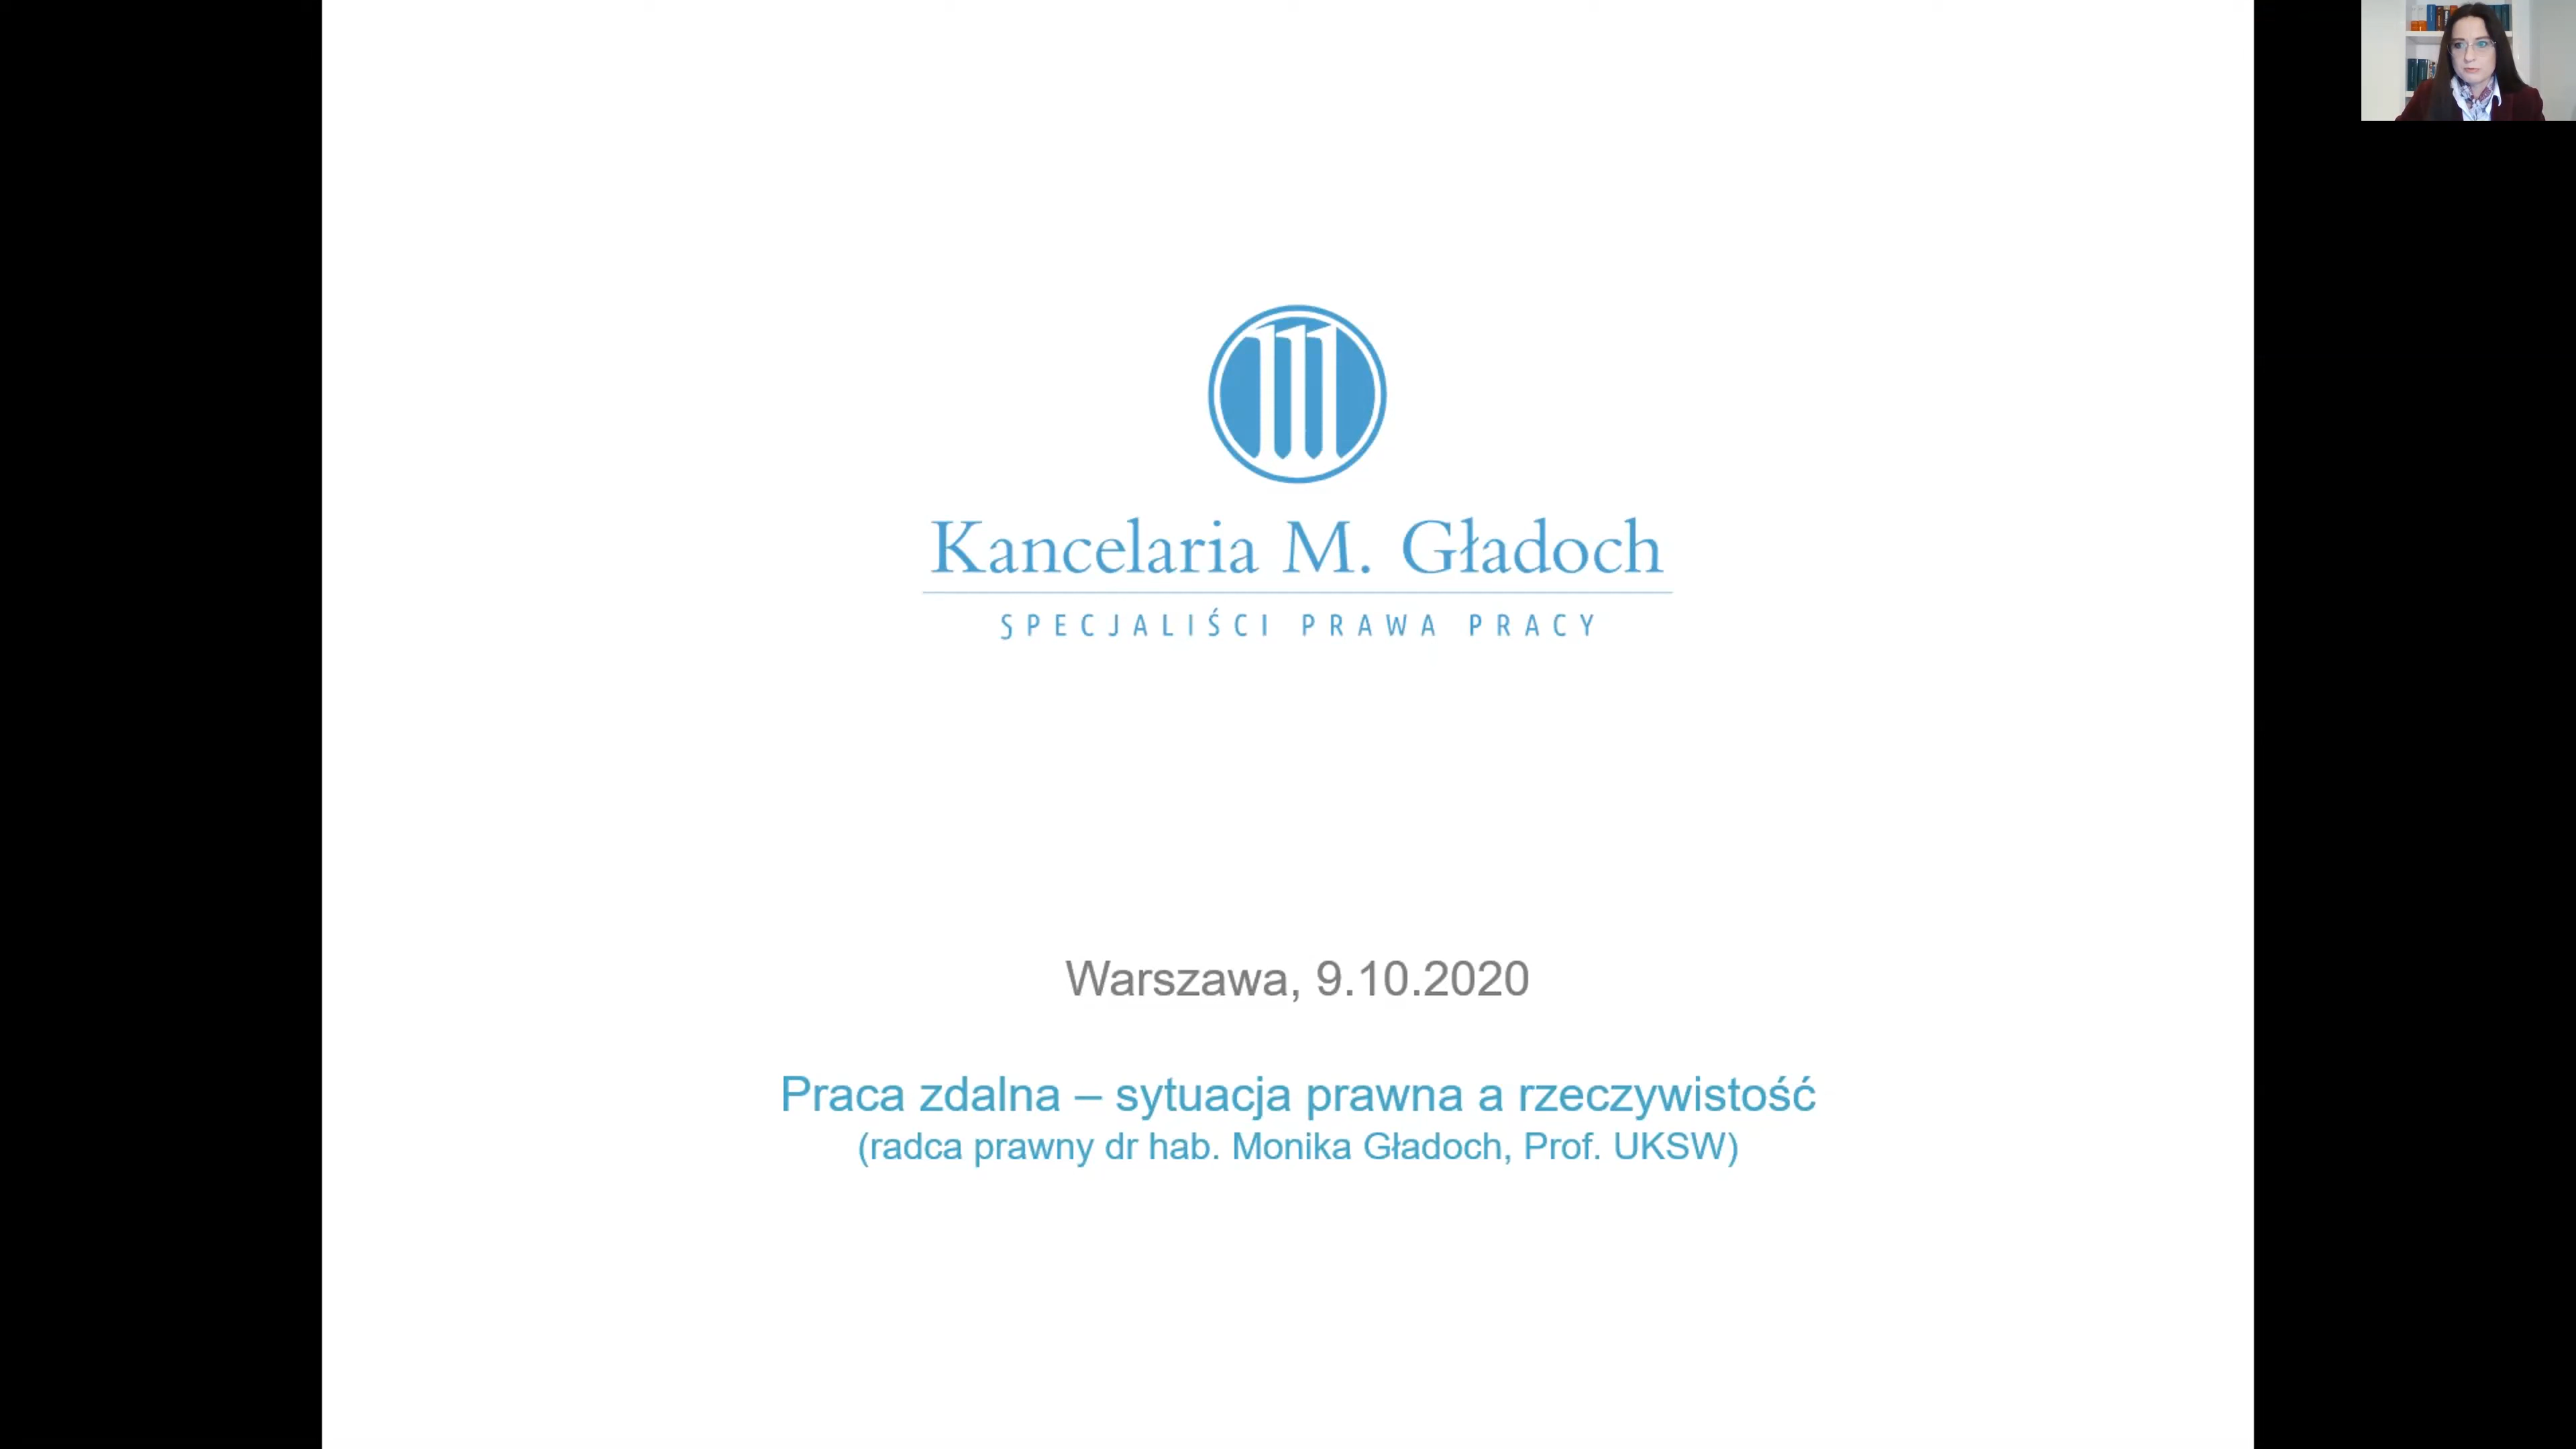 Kancelaria M. Gładoch
SPECJALIŚCI PRAWA PRACY
Warszawa, 9.10.2020
Praca zdalna – sytuacja prawna a rzeczywistość
(radca prawny dr hab. Monika Gładoch, Prof. UKSW)